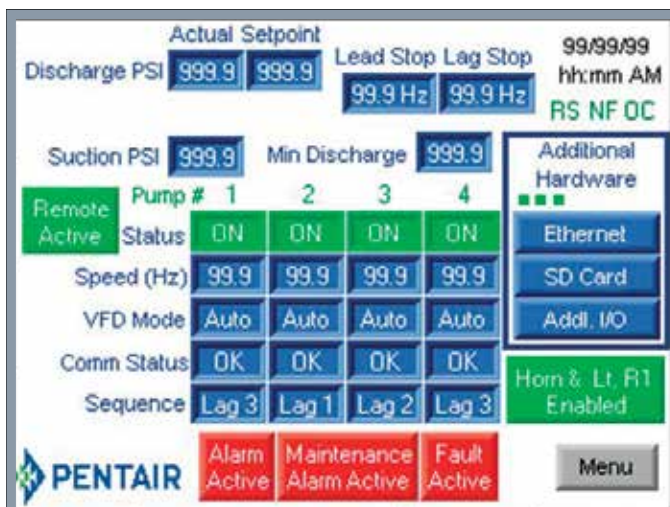 Actual Setpoint
Discharge PSI 999.9 999.9
Lead Stop Lag Stop
99.9 Hz 99.9 Hz
99/99/99
hh:mm AM
RS NF OC
Suction PSI 999.9 Min Discharge 999.9
Additional
Hardware
Ethernet
SD Card
Addl. I/O
Remote
Active
Pump # 1 2 3 4
Status ON ON ON ON
Speed (Hz) 99.9 99.9 99.9 99.9
VFD Mode Auto Auto Auto Auto
Comm Status OK OK OK OK
Sequence Lag 3 Lag 1 Lag 2 Lag 3
Horn & Lt, R1
Enabled
PENTAIR
Alarm
Active
Maintenance
Alarm Active
Fault
Active
Menu